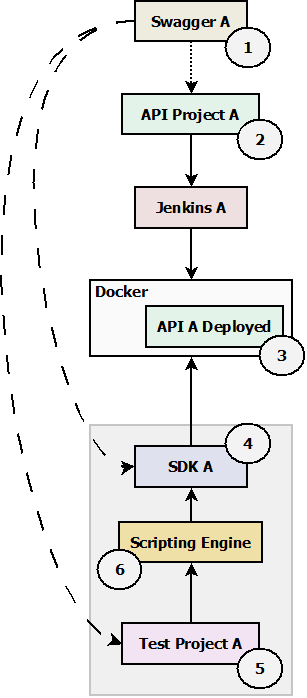 Swagger A
1
API Project A
2
Jenkins A
Docker
API A Deployed
3
4
SDK A
Scripting Engine
6
Test Project A
5